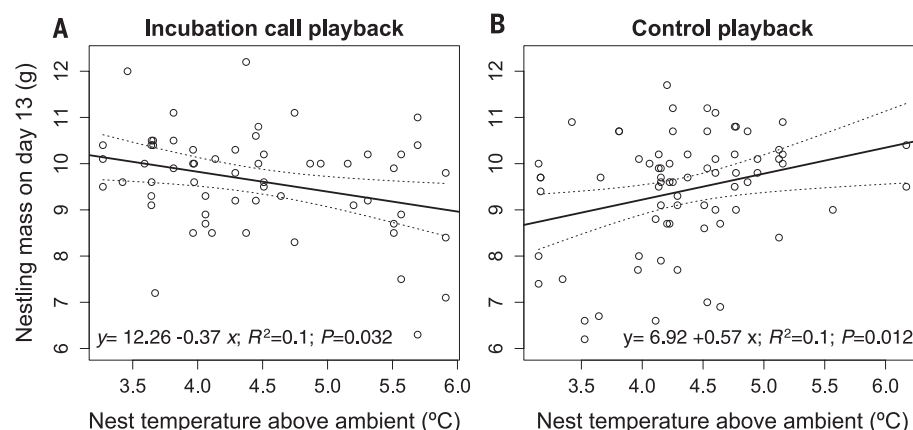 A Incubation call playback
Nestling mass on day 13 (g)
12
11
10
9
8
7
6
y= 12.26 -0.37 x; R²=0.1; P=0.032
3.5 4.0 4.5 5.0 5.5 6.0
Nest temperature above ambient (ºC)
B Control playback
12
11
10
9
8
7
6
y= 6.92 +0.57 x; R²=0.1; P=0.012
3.5 4.0 4.5 5.0 5.5 6.0
Nest temperature above ambient (ºC)